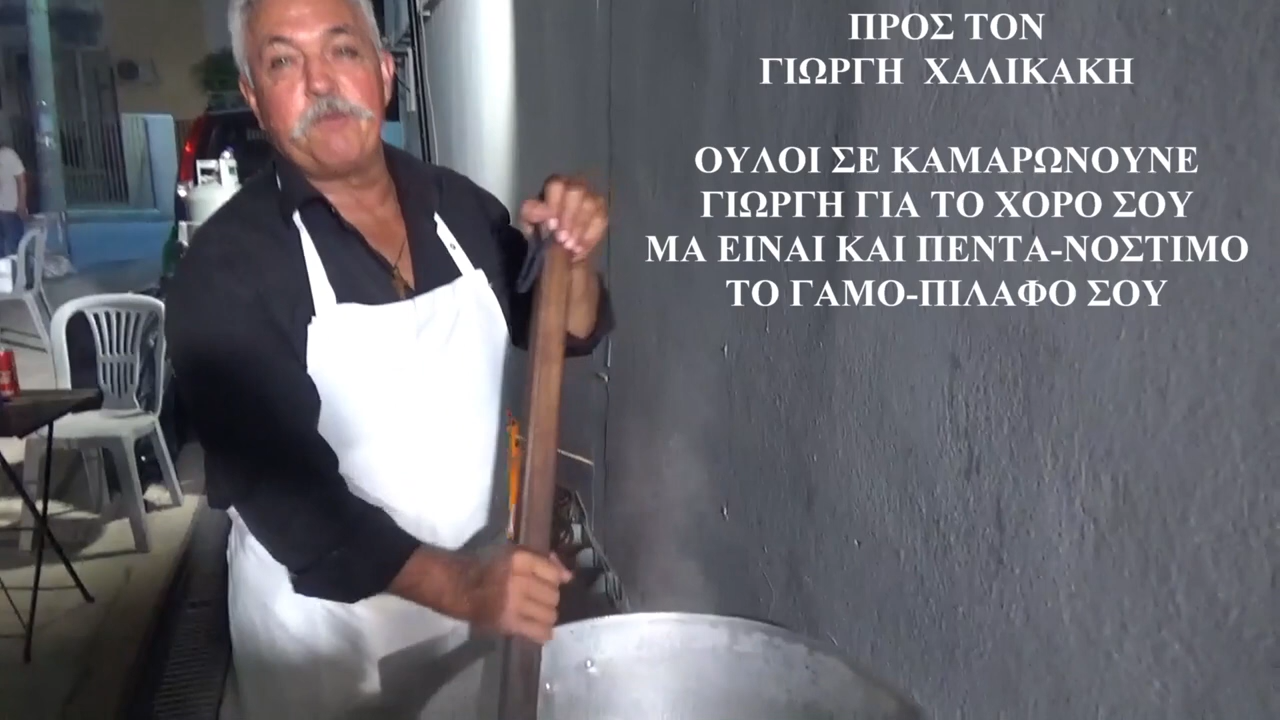 ΠΡΟΣ ΤΟΝ
ΓΙΩΡΓΗ ΧΑΛΙΚΑΚΗ
ΟΥΛΟΙ ΣΕ ΚΑΜΑΡΩΝΟΥΝΕ
ΓΙΩΡΓΗ ΓΙΑ ΤΟ ΧΟΡΟ ΣΟΥ
ΜΑ ΕΙΝΑΙ ΚΑΙ ΠΕΝΤΑ-ΝΟΣΤΙΜΟ
ΤΟ ΓΑΜΟ-ΠΙΛΑΦΟ ΣΟΥ